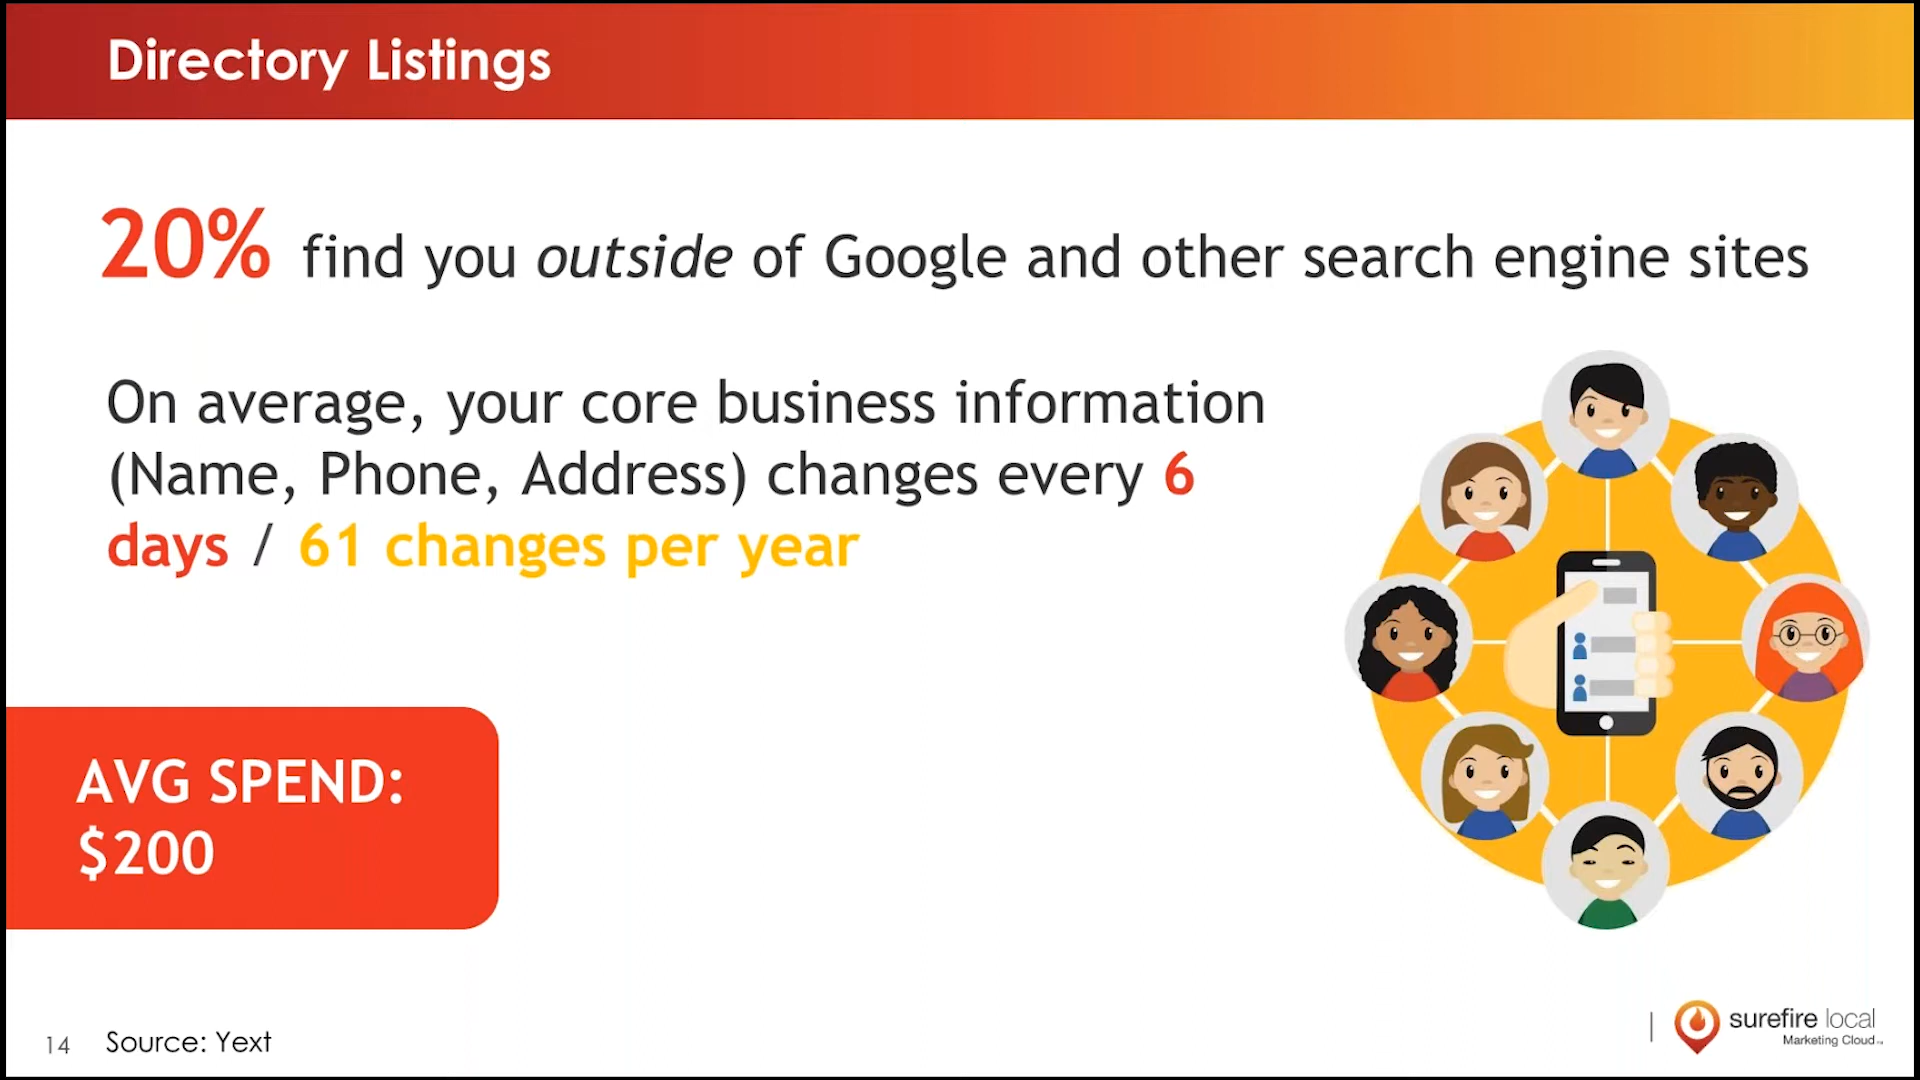 Directory Listings
20% find you outside of Google and other search engine sites
On average, your core business information
(Name, Phone, Address) changes every 6
days / 61 changes per year
AVG SPEND:
$200
14 Source: Yext
surefire local
Marketing Cloud